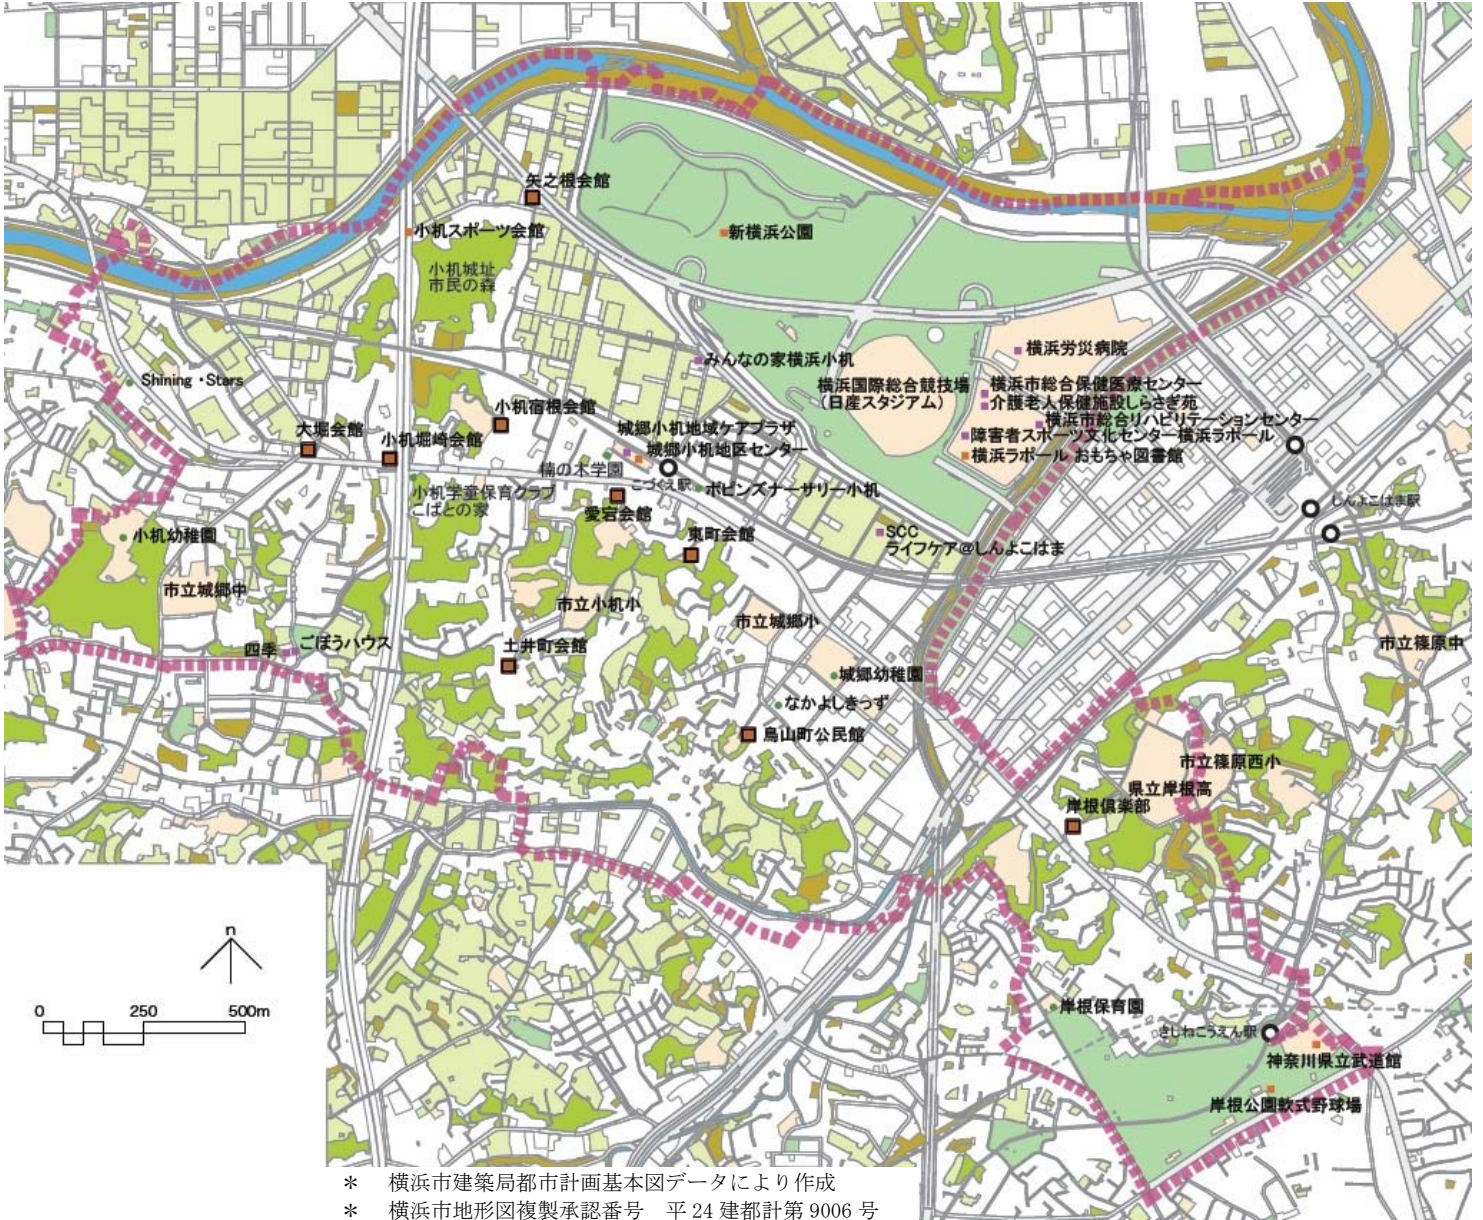 矢之根会館
小机スポーツ会館
新横浜公園
小机城址
市民の森
横浜労災病院
みんなの家横浜小机
Shining・Stars
横浜国際総合競技場
(日産スタジアム)
横浜市総合保健医療センター
介護老人保健施設しらさぎ苑
小机宿根会館
横浜市総合リハビリテーションセンター
大堀会館
小机堀崎会館
城郷小机地域ケアプラザ
障害者スポーツ文化センター横浜ラポール
城郷小机地区センター
横浜ラポール おもちゃ図書館
楠の木学園
こづくえ駅
ポピンズナーサリー小机
小机学童保育クラブ
こばとの家
しんよこはま駅
愛宕会館
小机幼稚園
東町会館
SCC
ライフケア@しんよこはま
市立城郷中
市立小机小
市立城郷小
四季
ごぼうハウス
土井町会館
市立篠原中
城郷幼稚園
なかよしきっず
鳥山町公民館
市立篠原西小
県立岸根高
岸根倶楽部
n
0 250 500m
岸根保育園
きしねこうえん駅
神奈川県立武道館
岸根公園軟式野球場
＊ 横浜市建築局都市計画基本図データにより作成
＊ 横浜市地形図複製承認番号 平 24 建都計第 9006 号